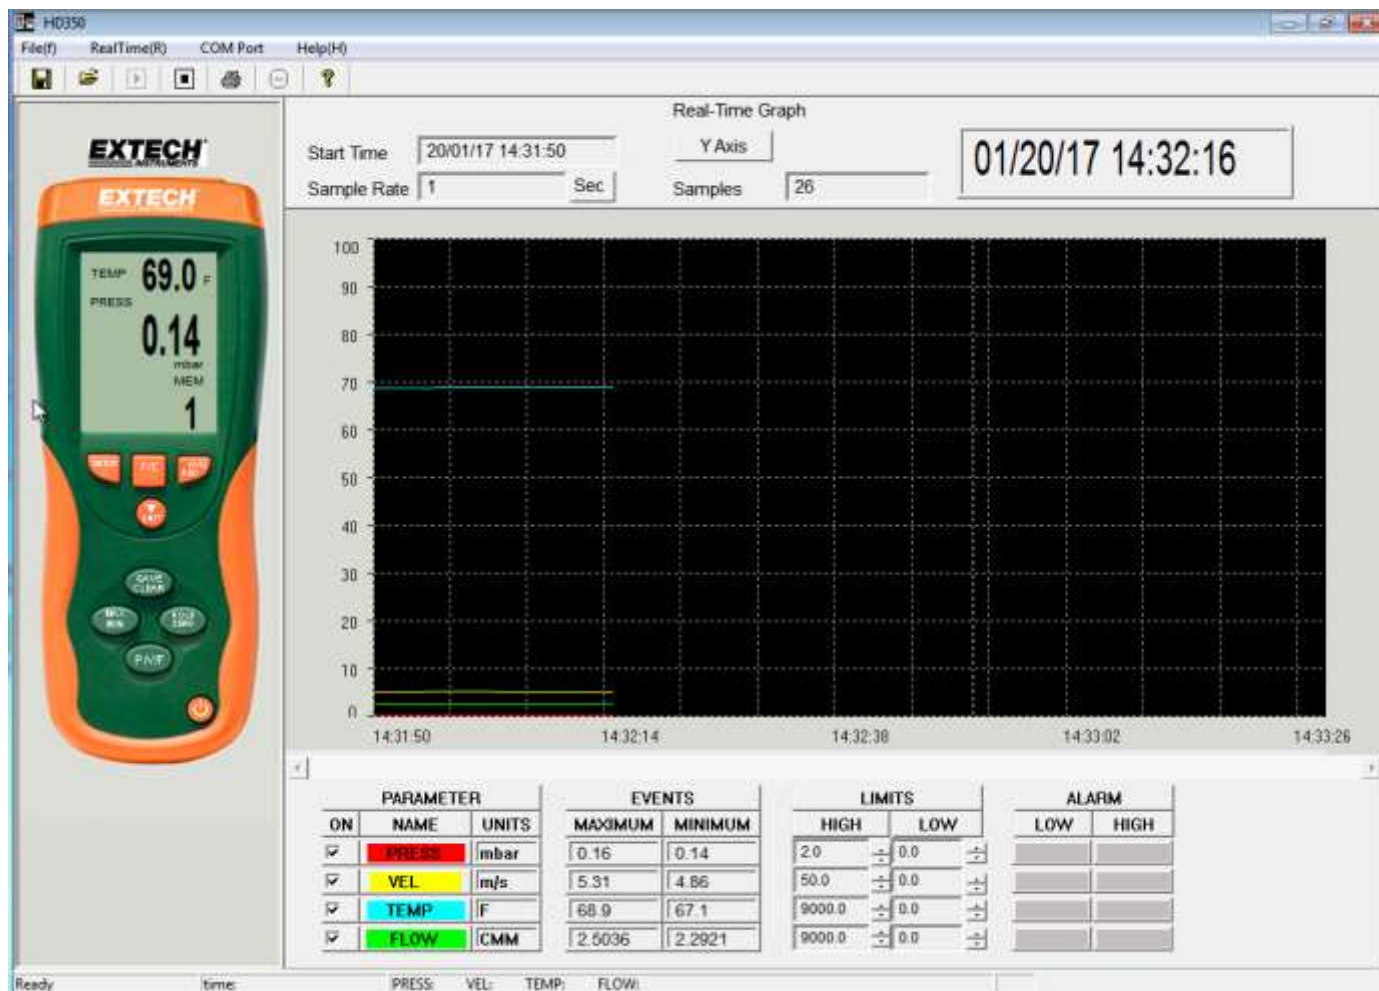 HD350
File(f) RealTime(R) COM Port Help(H)
Real-Time Graph
Start Time 20/01/17 14:31:50 Y Axis 01/20/17 14:32:16
Sample Rate 1 Sec Samples 26
EXTECH
INSTRUMENTS
EXTECH
TEMP 69.0 F
PRESS
0.14
mbar
MEM
1
P/V/F
100
90
80
70
60
50
40
30
20
10
0
14:31:50 14:32:14 14:32:38 14:33:02 14:33:26
PARAMETER EVENTS LIMITS ALARM
ON NAME UNITS MAXIMUM MINIMUM HIGH LOW LOW HIGH
PRESS mbar 0.16 0.14 2.0 0.0
VEL m/s 5.31 4.86 50.0 0.0
TEMP F 68.9 67.1 9000.0 0.0
FLOW CMM 2.5036 2.2921 9000.0 0.0
Ready time: PRESS: VEL: TEMP: FLOW: